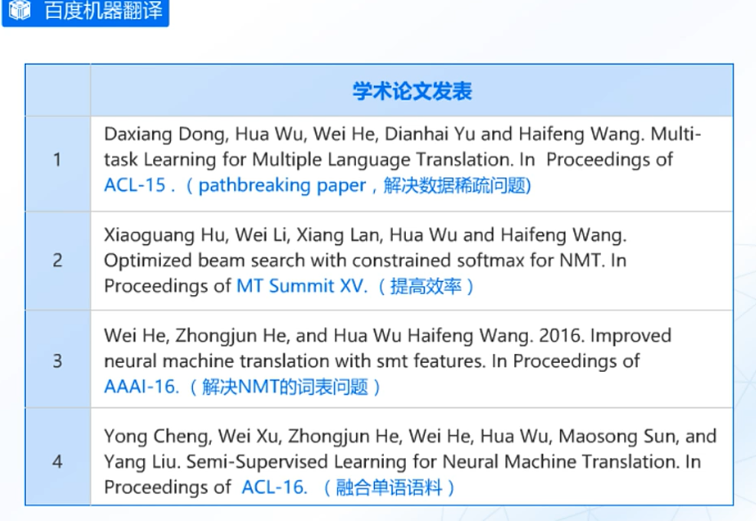 百度机器翻译
学术论文发表
1
Daxiang Dong, Hua Wu, Wei He, Dianhai Yu and Haifeng Wang. Multi-
task Learning for Multiple Language Translation. In Proceedings of
ACL-15 .（pathbreaking paper，解决数据稀疏问题)
2
Xiaoguang Hu, Wei Li, Xiang Lan, Hua Wu and Haifeng Wang.
Optimized beam search with constrained softmax for NMT. In
Proceedings of MT Summit XV.（提高效率）
3
Wei He, Zhongjun He, and Hua Wu Haifeng Wang. 2016. Improved
neural machine translation with smt features. In Proceedings of
AAAI-16.（解决NMT的词表问题）
4
Yong Cheng, Wei Xu, Zhongjun He, Wei He, Hua Wu, Maosong Sun, and
Yang Liu. Semi-Supervised Learning for Neural Machine Translation. In
Proceedings of ACL-16. （融合单语语料）